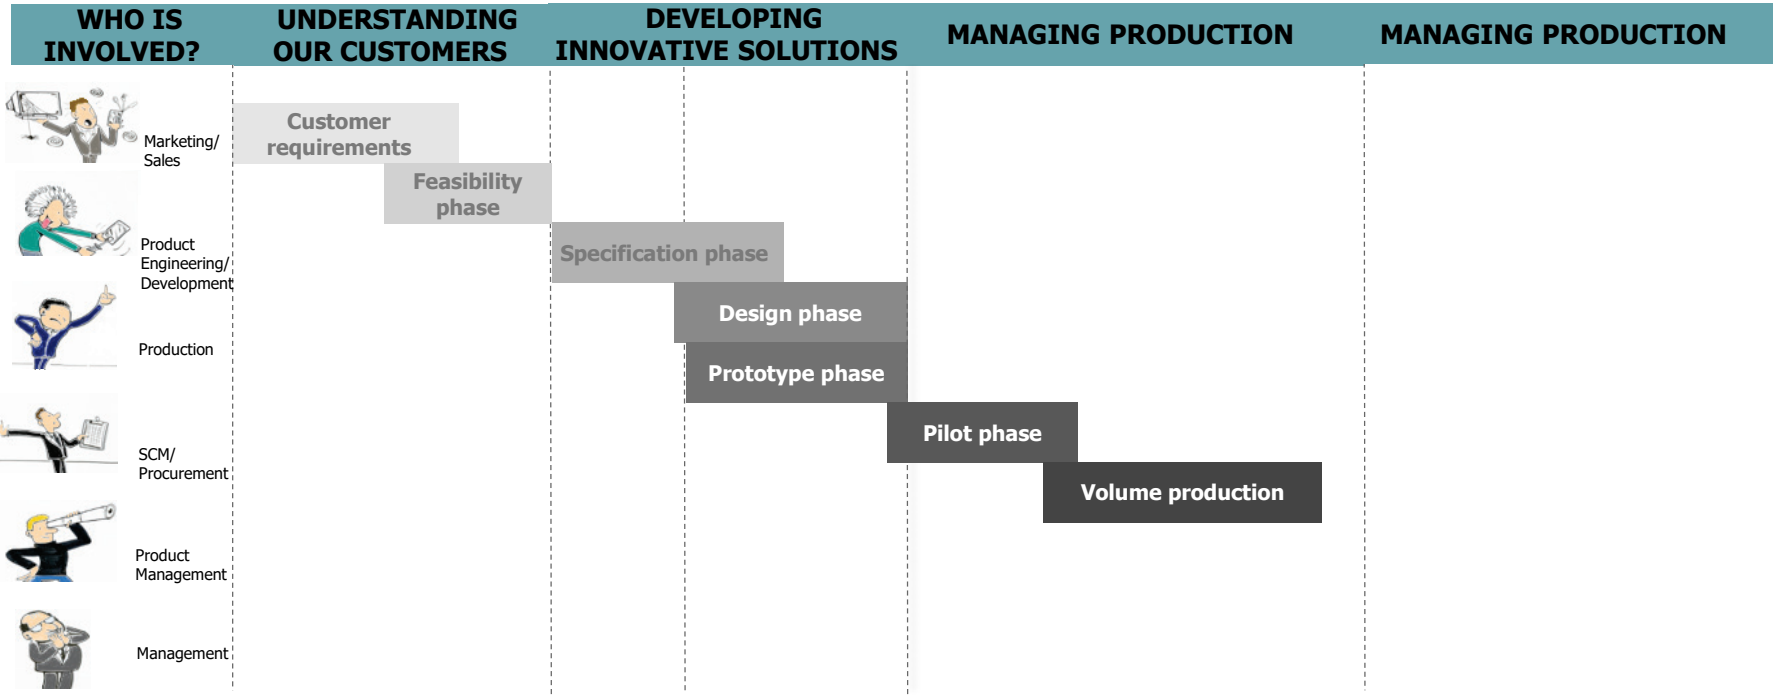 WHO IS
INVOLVED?
UNDERSTANDING
OUR CUSTOMERS
DEVELOPING
INNOVATIVE SOLUTIONS
MANAGING PRODUCTION
MANAGING PRODUCTION
Marketing/
Sales
Customer
requirements
Feasibility
phase
Product
Engineering/
Development
Specification phase
Design phase
Production
Prototype phase
Pilot phase
SCM/
Procurement
Volume production
Product
Management
Management